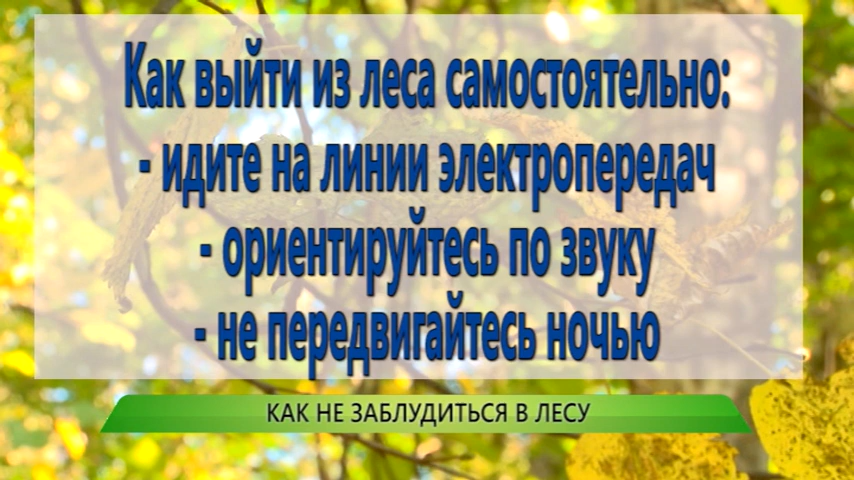 Как выйти из леса самостоятельно:
- идите на линии электропередач
- ориентируйтесь по звуку
- не передвигайтесь ночью
КАК НЕ ЗАБЛУДИТЬСЯ В ЛЕСУ